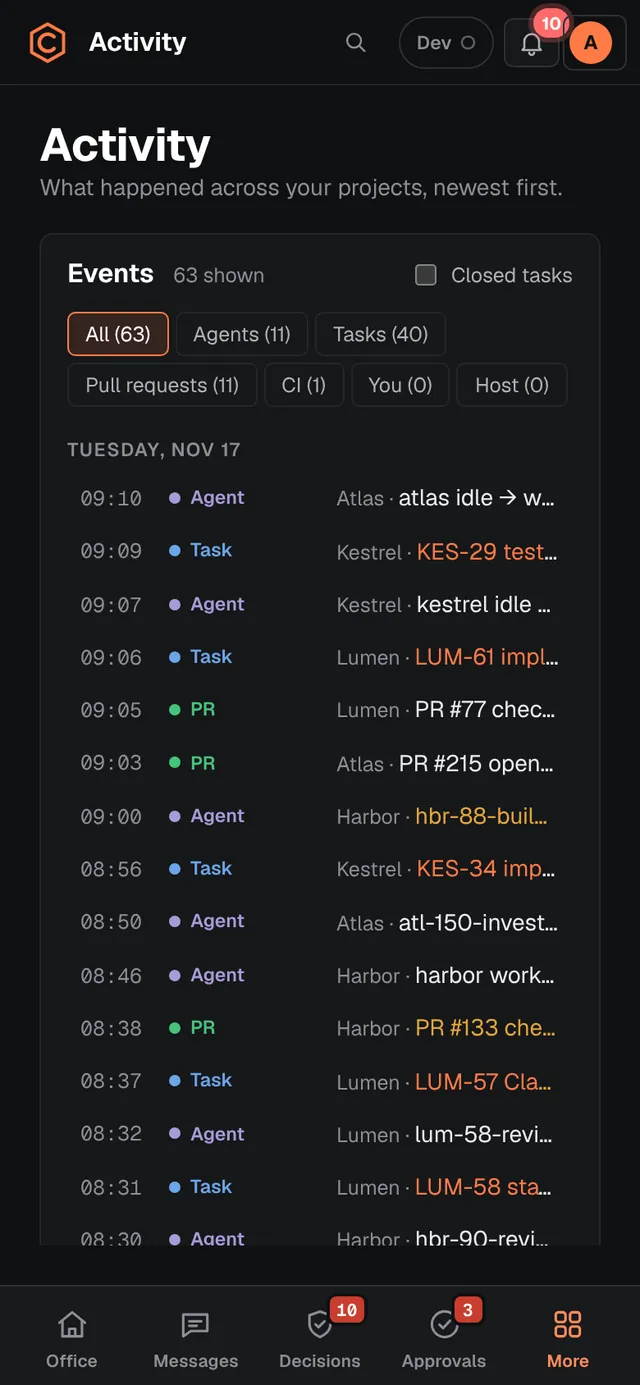 Activity
Dev
10
A
Activity
What happened across your projects, newest first.
Events 63 shown Closed tasks
All (63) Agents (11) Tasks (40)
Pull requests (11) CI (1) You (0) Host (0)
TUESDAY, NOV 17
09:10 Agent Atlas · atlas idle → w…
09:09 Task Kestrel · KES-29 test…
09:07 Agent Kestrel · kestrel idle …
09:06 Task Lumen · LUM-61 impl…
09:05 PR Lumen · PR #77 chec…
09:03 PR Atlas · PR #215 open…
09:00 Agent Harbor · hbr-88-buil…
08:56 Task Kestrel · KES-34 imp…
08:50 Agent Atlas · atl-150-invest…
08:46 Agent Harbor · harbor work…
08:38 PR Harbor · PR #133 che…
08:37 Task Lumen · LUM-57 Cla…
08:32 Agent Lumen · lum-58-revi…
08:31 Task Lumen · LUM-58 sta…
08:30 Agent Harbor · hbr-90-revi…
10 3
Office Messages Decisions Approvals More